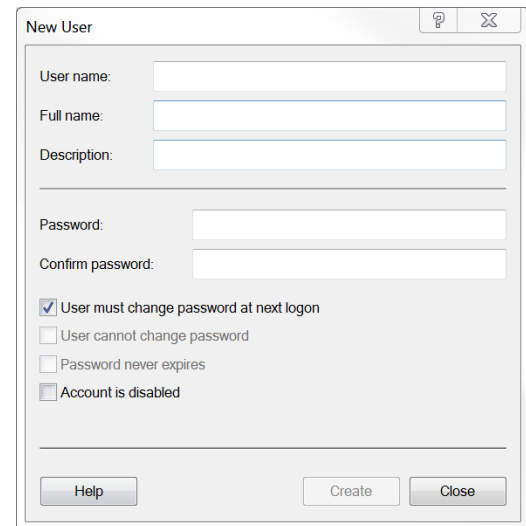 New User
User name:
Full name:
Description:
Password:
Confirm password:
User must change password at next logon
User cannot change password
Password never expires
Account is disabled
Help Create Close